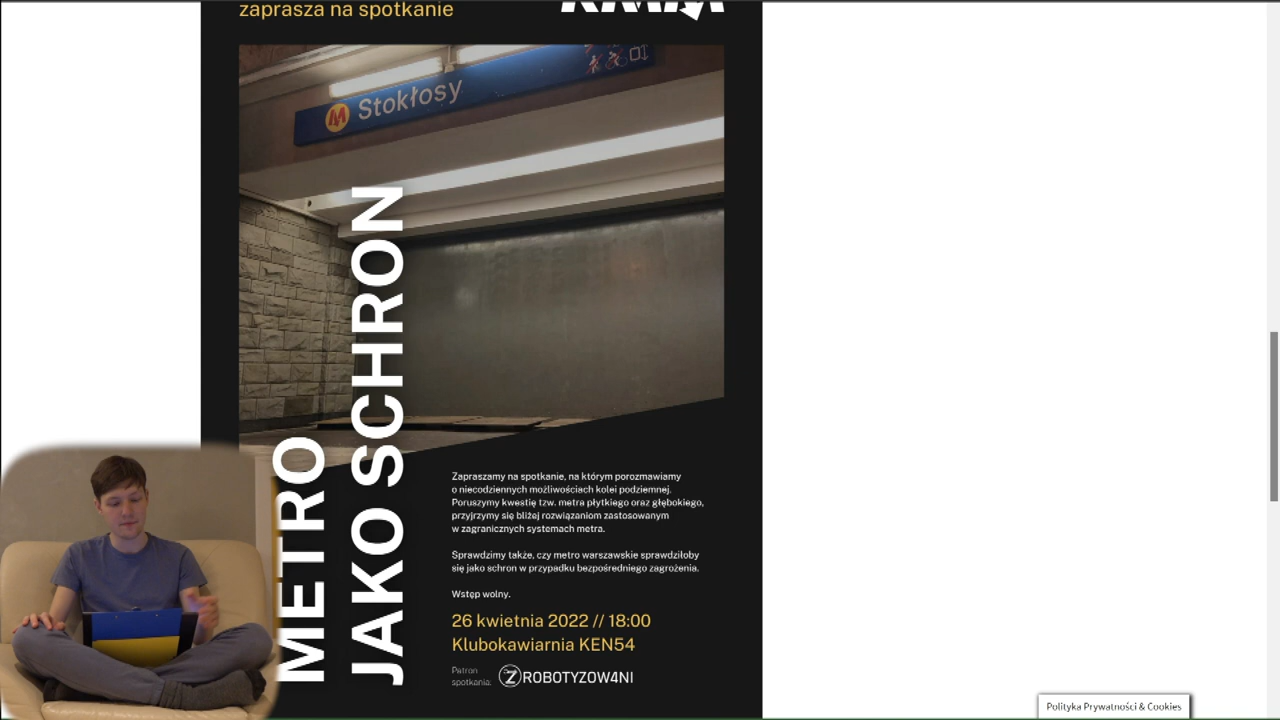 zaprasza na spotkanie
Stokłosy
METRO
JAKO SCHRON
Zapraszamy na spotkanie, na którym porozmawiamy
o niecodziennych możliwościach kolei podziemnej.
Poruszymy kwestię tzw. metra płytkiego oraz głębokiego,
przyjrzymy się bliżej rozwiązaniom zastosowanym
w zagranicznych systemach metra.
Sprawdzimy także, czy metro warszawskie sprawdziłoby
się jako schron w przypadku bezpośredniego zagrożenia.
Wstęp wolny.
26 kwietnia 2022 // 18:00
Klubokawiarnia KEN54
Patron
spotkania:
ZROBOTYZOW4NI
Polityka Prywatności & Cookies